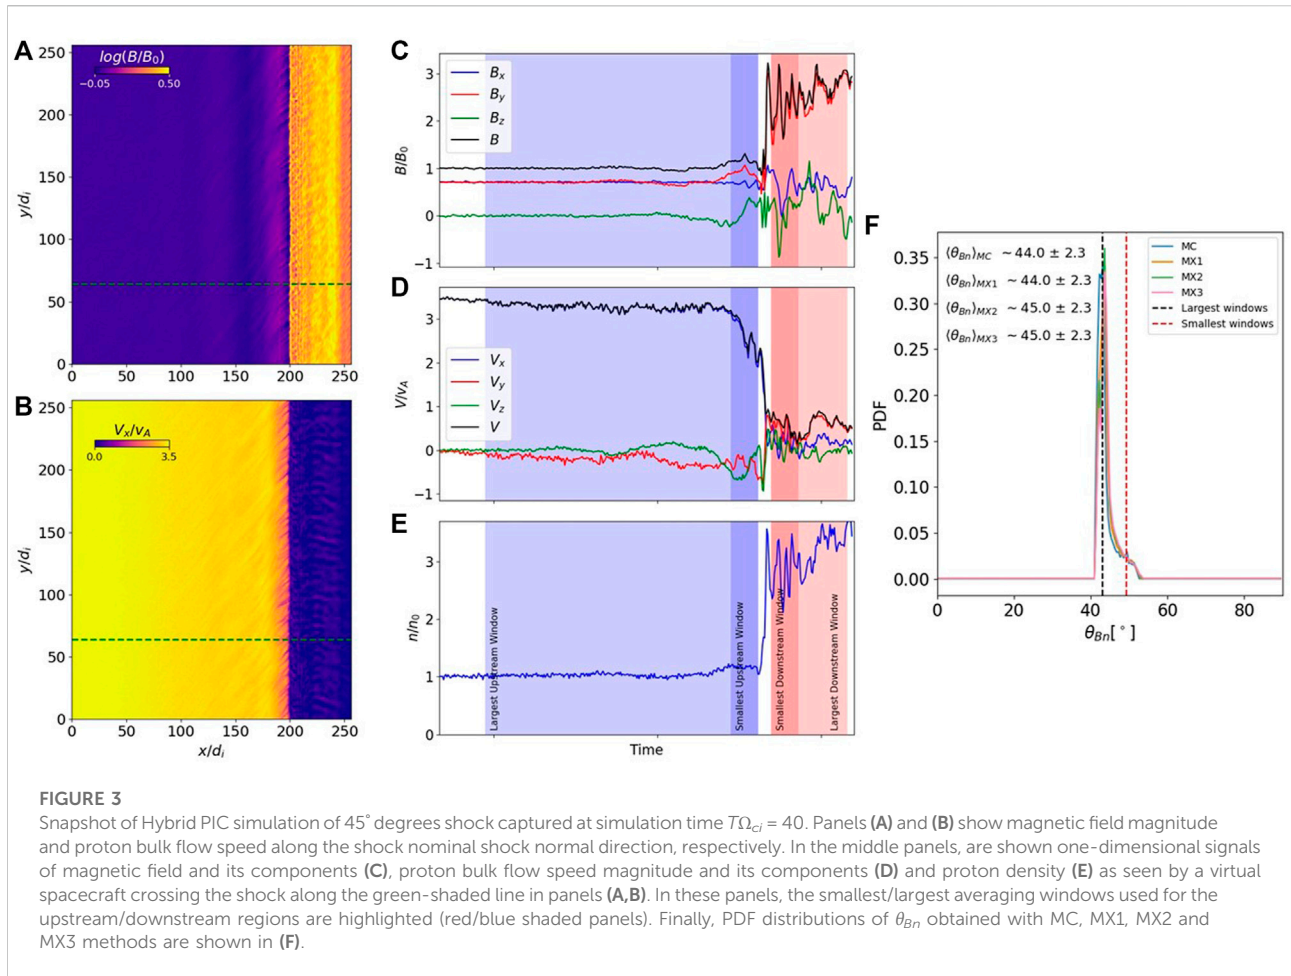 A
250
log(B/B0)
−0.05 0.50
200
150
100
50
0
y/di
0 50 100 150 200 250
B
250
Vx/vA
0.0 3.5
200
150
100
50
0
y/di
0 50 100 150 200 250
x/di
C
3
2
1
0
−1
B/B0
Bx
By
Bz
B
D
3
2
1
0
−1
V/vA
Vx
Vy
Vz
V
E
3
2
1
0
n/n0
Largest Upstream Window
Smallest Upstream Window
Smallest Downstream Window
Largest Downstream Window
Time
F
⟨θBn⟩MC ~ 44.0 ± 2.3
⟨θBn⟩MX1 ~ 44.0 ± 2.3
⟨θBn⟩MX2 ~ 45.0 ± 2.3
⟨θBn⟩MX3 ~ 45.0 ± 2.3
MC
MX1
MX2
MX3
Largest windows
Smallest windows
0.35
0.30
0.25
0.20
0.15
0.10
0.05
0.00
PDF
0 20 40 60 80
θBn[°]
FIGURE 3
Snapshot of Hybrid PIC simulation of 45° degrees shock captured at simulation time TΩci = 40. Panels (A) and (B) show magnetic field magnitude
and proton bulk flow speed along the shock nominal shock normal direction, respectively. In the middle panels, are shown one-dimensional signals
of magnetic field and its components (C), proton bulk flow speed magnitude and its components (D) and proton density (E) as seen by a virtual
spacecraft crossing the shock along the green-shaded line in panels (A,B). In these panels, the smallest/largest averaging windows used for the
upstream/downstream regions are highlighted (red/blue shaded panels). Finally, PDF distributions of θBn obtained with MC, MX1, MX2 and
MX3 methods are shown in (F).